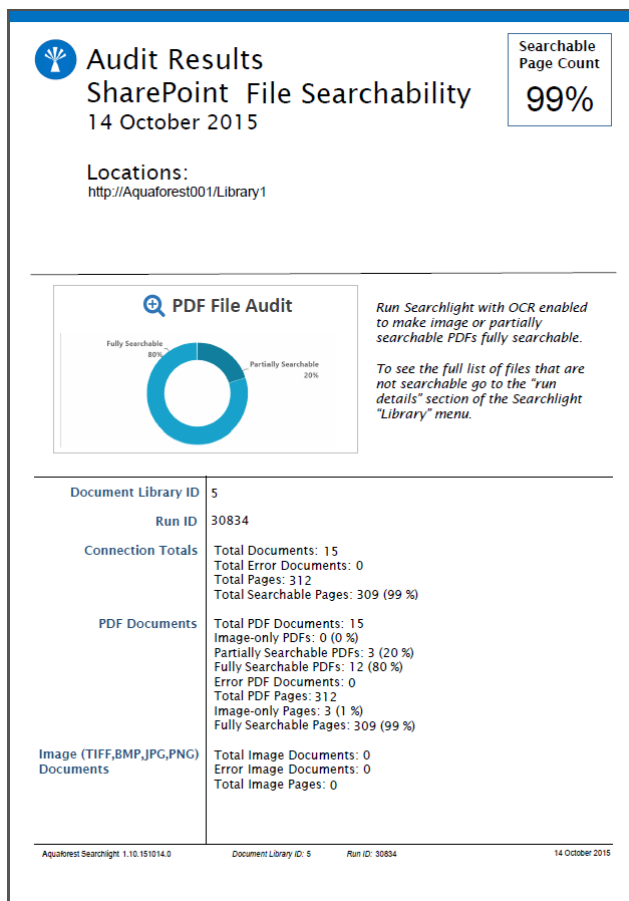 Audit Results
SharePoint File Searchability
14 October 2015
Searchable
Page Count
99%
Locations:
http://Aquaforest001/Library1
PDF File Audit
Fully Searchable
80%
Partially Searchable
20%
Run Searchlight with OCR enabled
to make image or partially
searchable PDFs fully searchable.
To see the full list of files that are
not searchable go to the "run
details" section of the Searchlight
"Library" menu.
Document Library ID 5
Run ID 30834
Connection Totals Total Documents: 15
Total Error Documents: 0
Total Pages: 312
Total Searchable Pages: 309 (99 %)
PDF Documents Total PDF Documents: 15
Image-only PDFs: 0 (0 %)
Partially Searchable PDFs: 3 (20 %)
Fully Searchable PDFs: 12 (80 %)
Error PDF Documents: 0
Total PDF Pages: 312
Image-only Pages: 3 (1 %)
Fully Searchable Pages: 309 (99 %)
Image (TIFF,BMP,JPG,PNG) Total Image Documents: 0
Documents Error Image Documents: 0
Total Image Pages: 0
Aquaforest Searchlight 1.10.151014.0 Document Library ID: 5 Run ID: 30834 14 October 2015